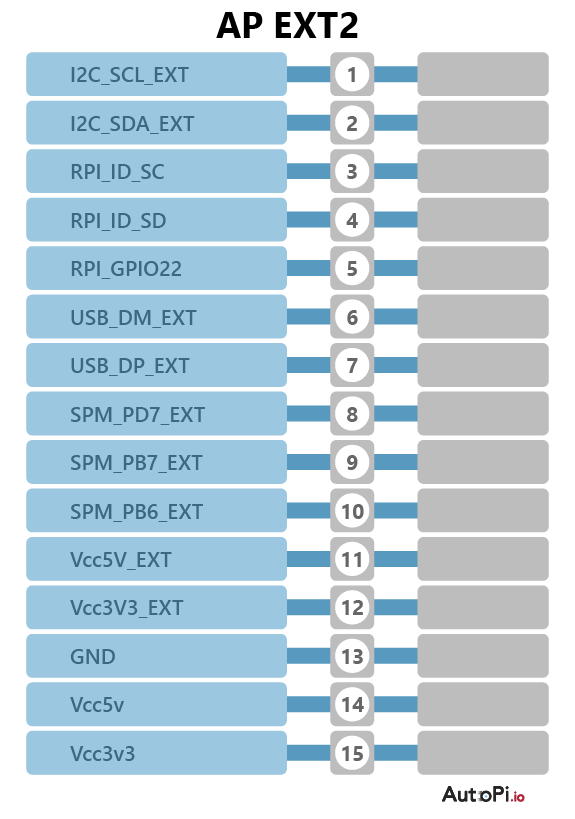 AP EXT2
I2C_SCL_EXT 1
I2C_SDA_EXT 2
RPI_ID_SC 3
RPI_ID_SD 4
RPI_GPIO22 5
USB_DM_EXT 6
USB_DP_EXT 7
SPM_PD7_EXT 8
SPM_PB7_EXT 9
SPM_PB6_EXT 10
Vcc5V_EXT 11
Vcc3V3_EXT 12
GND 13
Vcc5v 14
Vcc3v3 15
AutoPi.io